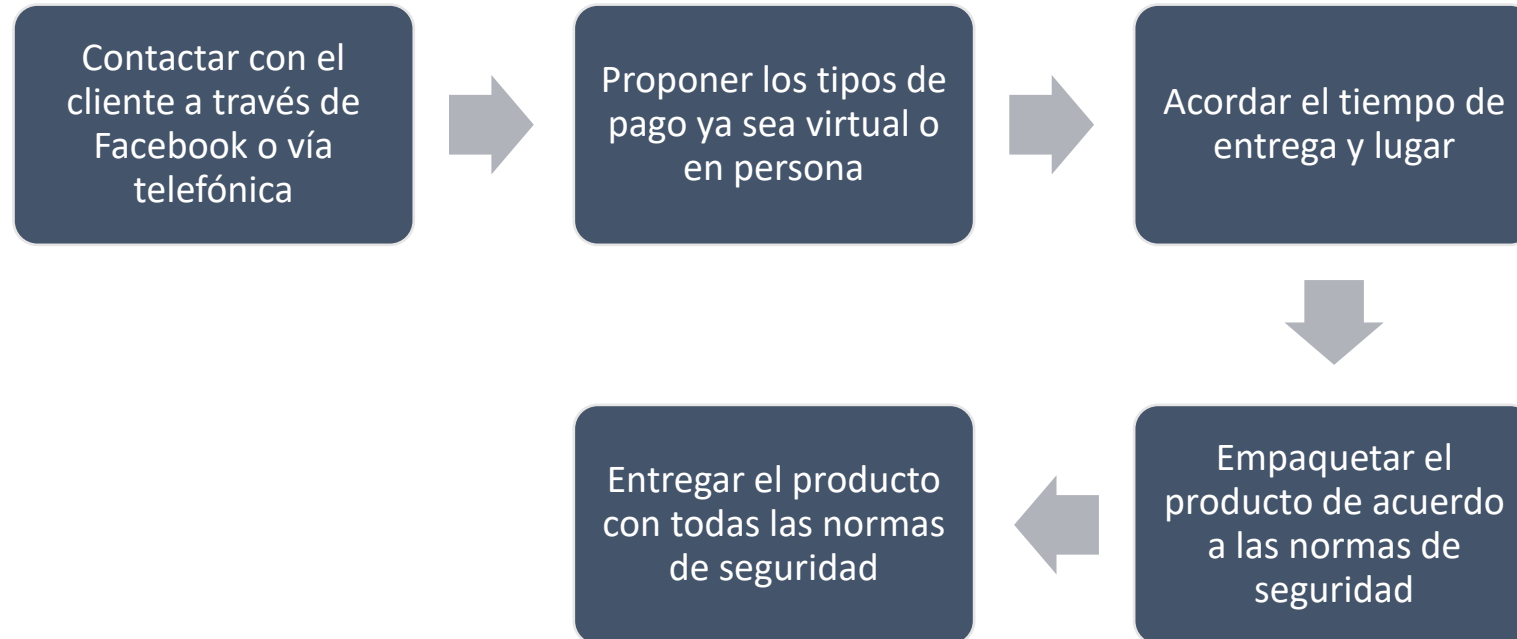 Contactar con el
cliente a través de
Facebook o vía
telefónica
Proponer los tipos de
pago ya sea virtual o
en persona
Acordar el tiempo de
entrega y lugar
Empaquetar el
producto de acuerdo
a las normas de
seguridad
Entregar el producto
con todas las normas
de seguridad